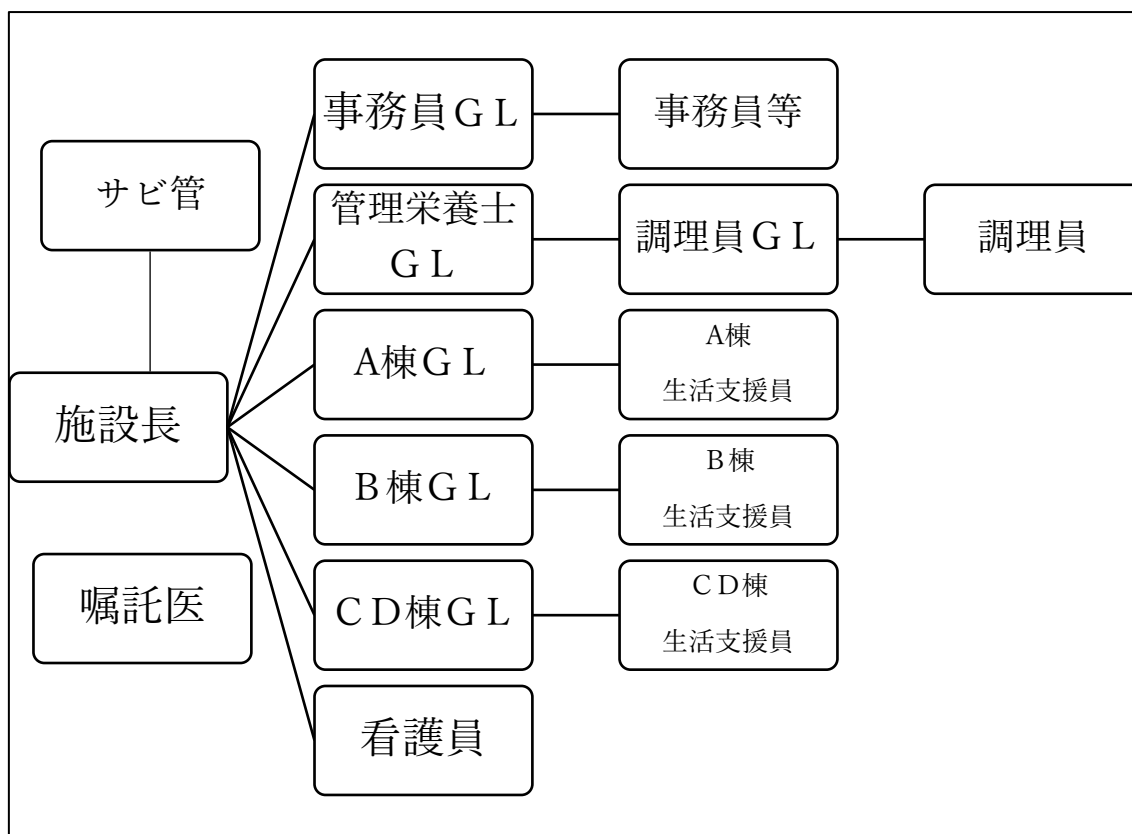 事務員ＧＬ
事務員等
サビ管
管理栄養士
ＧＬ
調理員ＧＬ
調理員
A棟ＧＬ
A棟
生活支援員
施設長
Ｂ棟ＧＬ
Ｂ棟
生活支援員
嘱託医
ＣＤ棟ＧＬ
ＣＤ棟
生活支援員
看護員